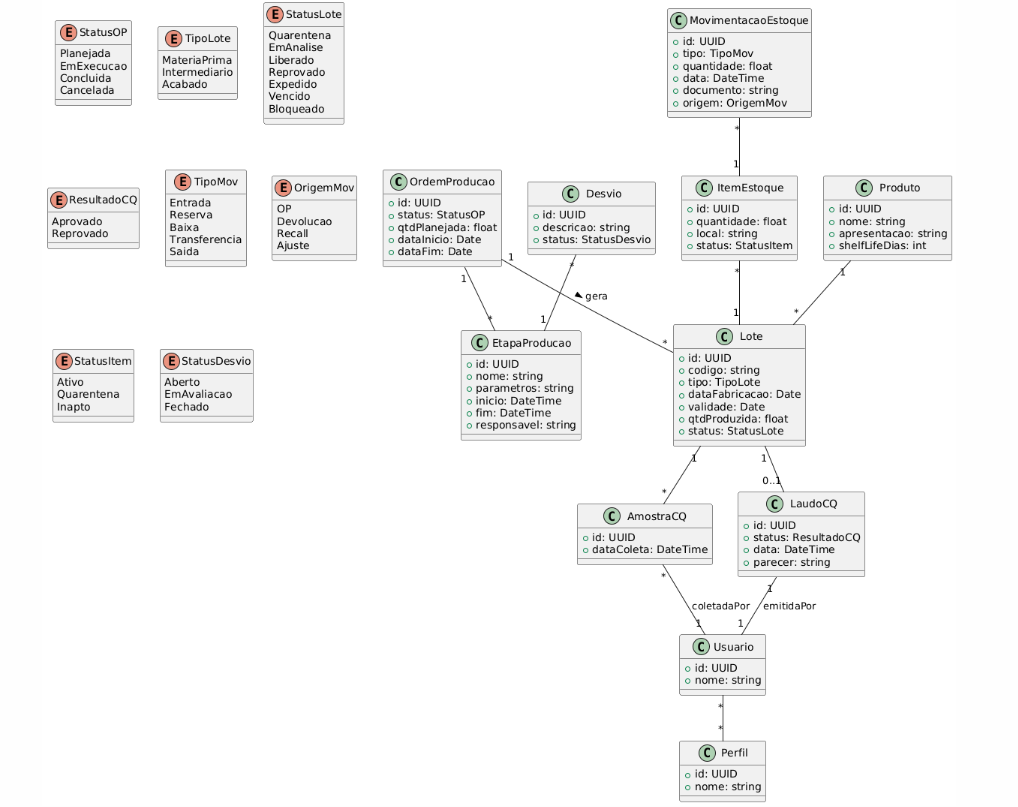 StatusOP
Planejada
EmExecucao
Concluida
Cancelada
TipoLote
MateriaPrima
Intermediario
Acabado
StatusLote
Quarentena
EmAnalise
Liberado
Reprovado
Expedido
Vencido
Bloqueado
MovimentacaoEstoque
id: UUID
tipo: TipoMov
quantidade: float
data: DateTime
documento: string
origem: OrigemMov
*
1
ResultadoCQ
Aprovado
Reprovado
TipoMov
Entrada
Reserva
Baixa
Transferencia
Saida
OrigemMov
OP
Devolucao
Recall
Ajuste
OrdemProducao
id: UUID
status: StatusOP
qtdPlanejada: float
dataInicio: Date
dataFim: Date
Desvio
id: UUID
descricao: string
status: StatusDesvio
ItemEstoque
id: UUID
quantidade: float
local: string
status: StatusItem
Produto
id: UUID
nome: string
apresentacao: string
shelfLifeDias: int
1
1
*
*
1
gera
*
1
1
*
*
StatusItem
Ativo
Quarentena
Inapto
StatusDesvio
Aberto
EmAvaliacao
Fechado
EtapaProducao
id: UUID
nome: string
parametros: string
inicio: DateTime
fim: DateTime
responsavel: string
Lote
id: UUID
codigo: string
tipo: TipoLote
dataFabricacao: Date
validade: Date
qtdProduzida: float
status: StatusLote
1
1
*
0..1
AmostraCQ
id: UUID
dataColeta: DateTime
LaudoCQ
id: UUID
status: ResultadoCQ
data: DateTime
parecer: string
*
1
coletadaPor
emitidaPor
1
1
Usuario
id: UUID
nome: string
*
*
Perfil
id: UUID
nome: string